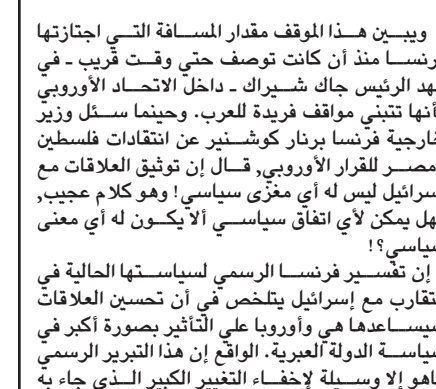 ويبين هذا الموقف مقدار المسافة التي اجتازتها
رنسا منذ أن كانت توصف حتي وقت قريب ـ في
هد الرئيس جاك شيراك ـ داخل الاتحاد الأوروبي
أنها تتبني مواقف فريدة للعرب. وحينما سئل وزير
خارجية فرنسا برنار كوشنير عن انتقادات فلسطين
مصر للقرار الأوروبي, قال إن توثيق العلاقات مع
سرائيل ليس له أي مغزى سياسي! وهو كلام عجيب,
هل يمكن لأي اتفاق سياسي ألا يكون له أي معنى
سياسي؟!
إن تفسير فرنسا الرسمي لسياستها الحالية في
تقارب مع إسرائيل يتلخص في أن تحسين العلاقات
سيساعدها هي وأوروبا علي التأثير بصورة أكبر في
سياسة الدولة العبرية. الواقع إن هذا التبرير الرسمي
اهو إلا وسيلة لإخفاء التغيير الكبير الذي جاء به